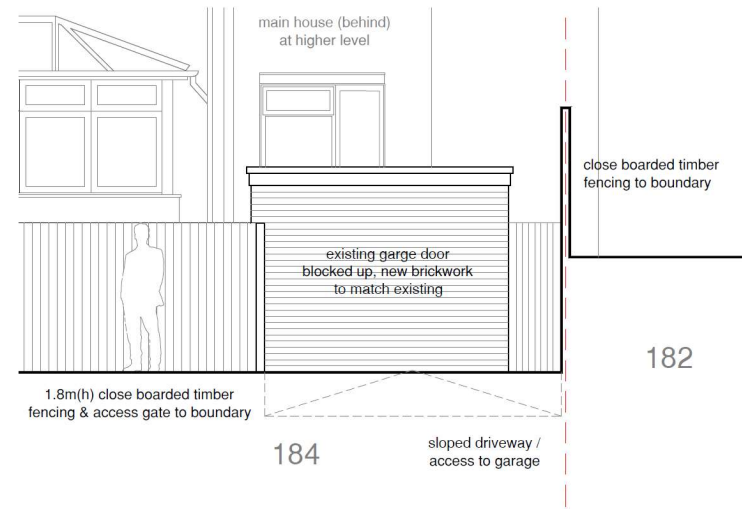 main house (behind)
at higher level
close boarded timber
fencing to boundary
existing garge door
blocked up, new brickwork
to match existing
182
1.8m(h) close boarded timber
fencing & access gate to boundary
184
sloped driveway /
access to garage